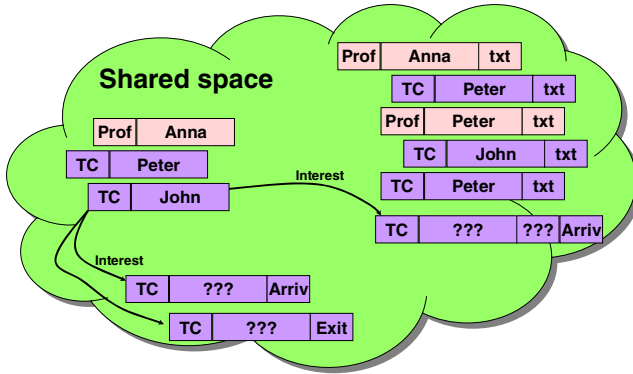 Shared space
Prof Anna
TC Peter
TC John
Interest
Interest
TC ??? Arriv
TC ??? Exit
Prof Anna txt
TC Peter txt
Prof Peter txt
TC John txt
TC Peter txt
TC ??? ??? Arriv